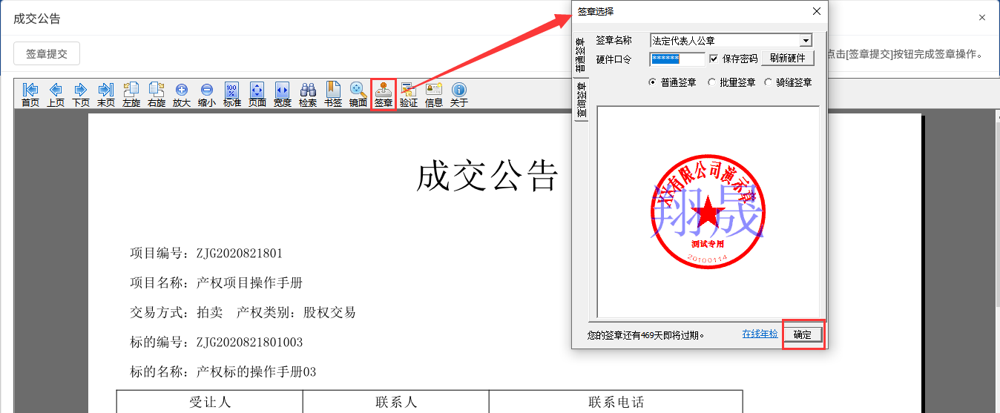 成交公告
签章提交
点击[签章提交]按钮完成签章操作。
首页 上页 下页 末页 左旋 右旋 放大 缩小 标准 页面 宽度 检索 书签 镜面 签章 验证 信息 关于
成交公告
项目编号：ZJG2020821801
项目名称：产权项目操作手册
交易方式：拍卖 产权类别：股权交易
标的编号：ZJG2020821801003
标的名称：产权标的操作手册03
受让人 联系人 联系电话
签章选择
普通签章
查询签章
签章名称 法定代表人公章
硬件口令 ****** 保存密码 刷新硬件
普通签章 批量签章 骑缝签章
XX有限公司演示章
翔晟
测试专用
20100114
您的签章还有469天即将过期。 在线年检 确定